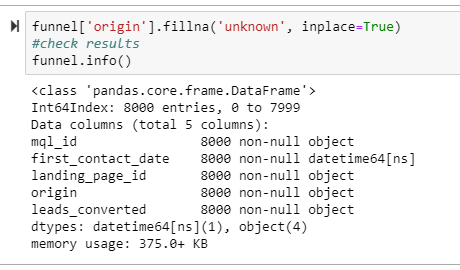 funnel['origin'].fillna('unknown', inplace=True)
#check results
funnel.info()
<class 'pandas.core.frame.DataFrame'>
Int64Index: 8000 entries, 0 to 7999
Data columns (total 5 columns):
mql_id                8000 non-null object
first_contact_date    8000 non-null datetime64[ns]
landing_page_id       8000 non-null object
origin                8000 non-null object
leads_converted       8000 non-null object
dtypes: datetime64[ns](1), object(4)
memory usage: 375.0+ KB